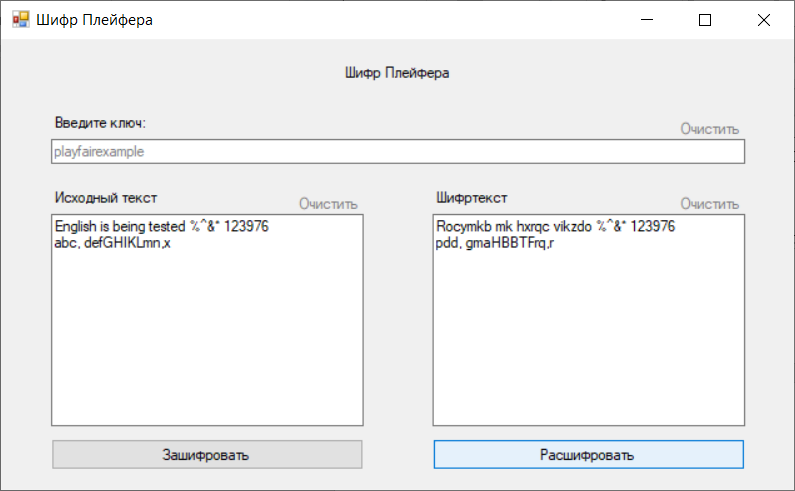 Шифр Плейфера
Шифр Плейфера
Введите ключ:
Очистить
playfairexample
Исходный текст
Очистить
English is being tested %^&* 123976
abc, defGHIKLmn,x
Зашифровать
Шифртекст
Очистить
Rocymkb mk hxrqc vikzdo %^&* 123976
pdd, gmaHBBTFrq,r
Расшифровать